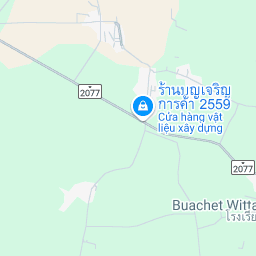 2077
ร้านบุญเจริญ
การค้า 2559
Cửa hàng vật
liệu xây dựng
2077
Buachet Witta
โรงเรีย